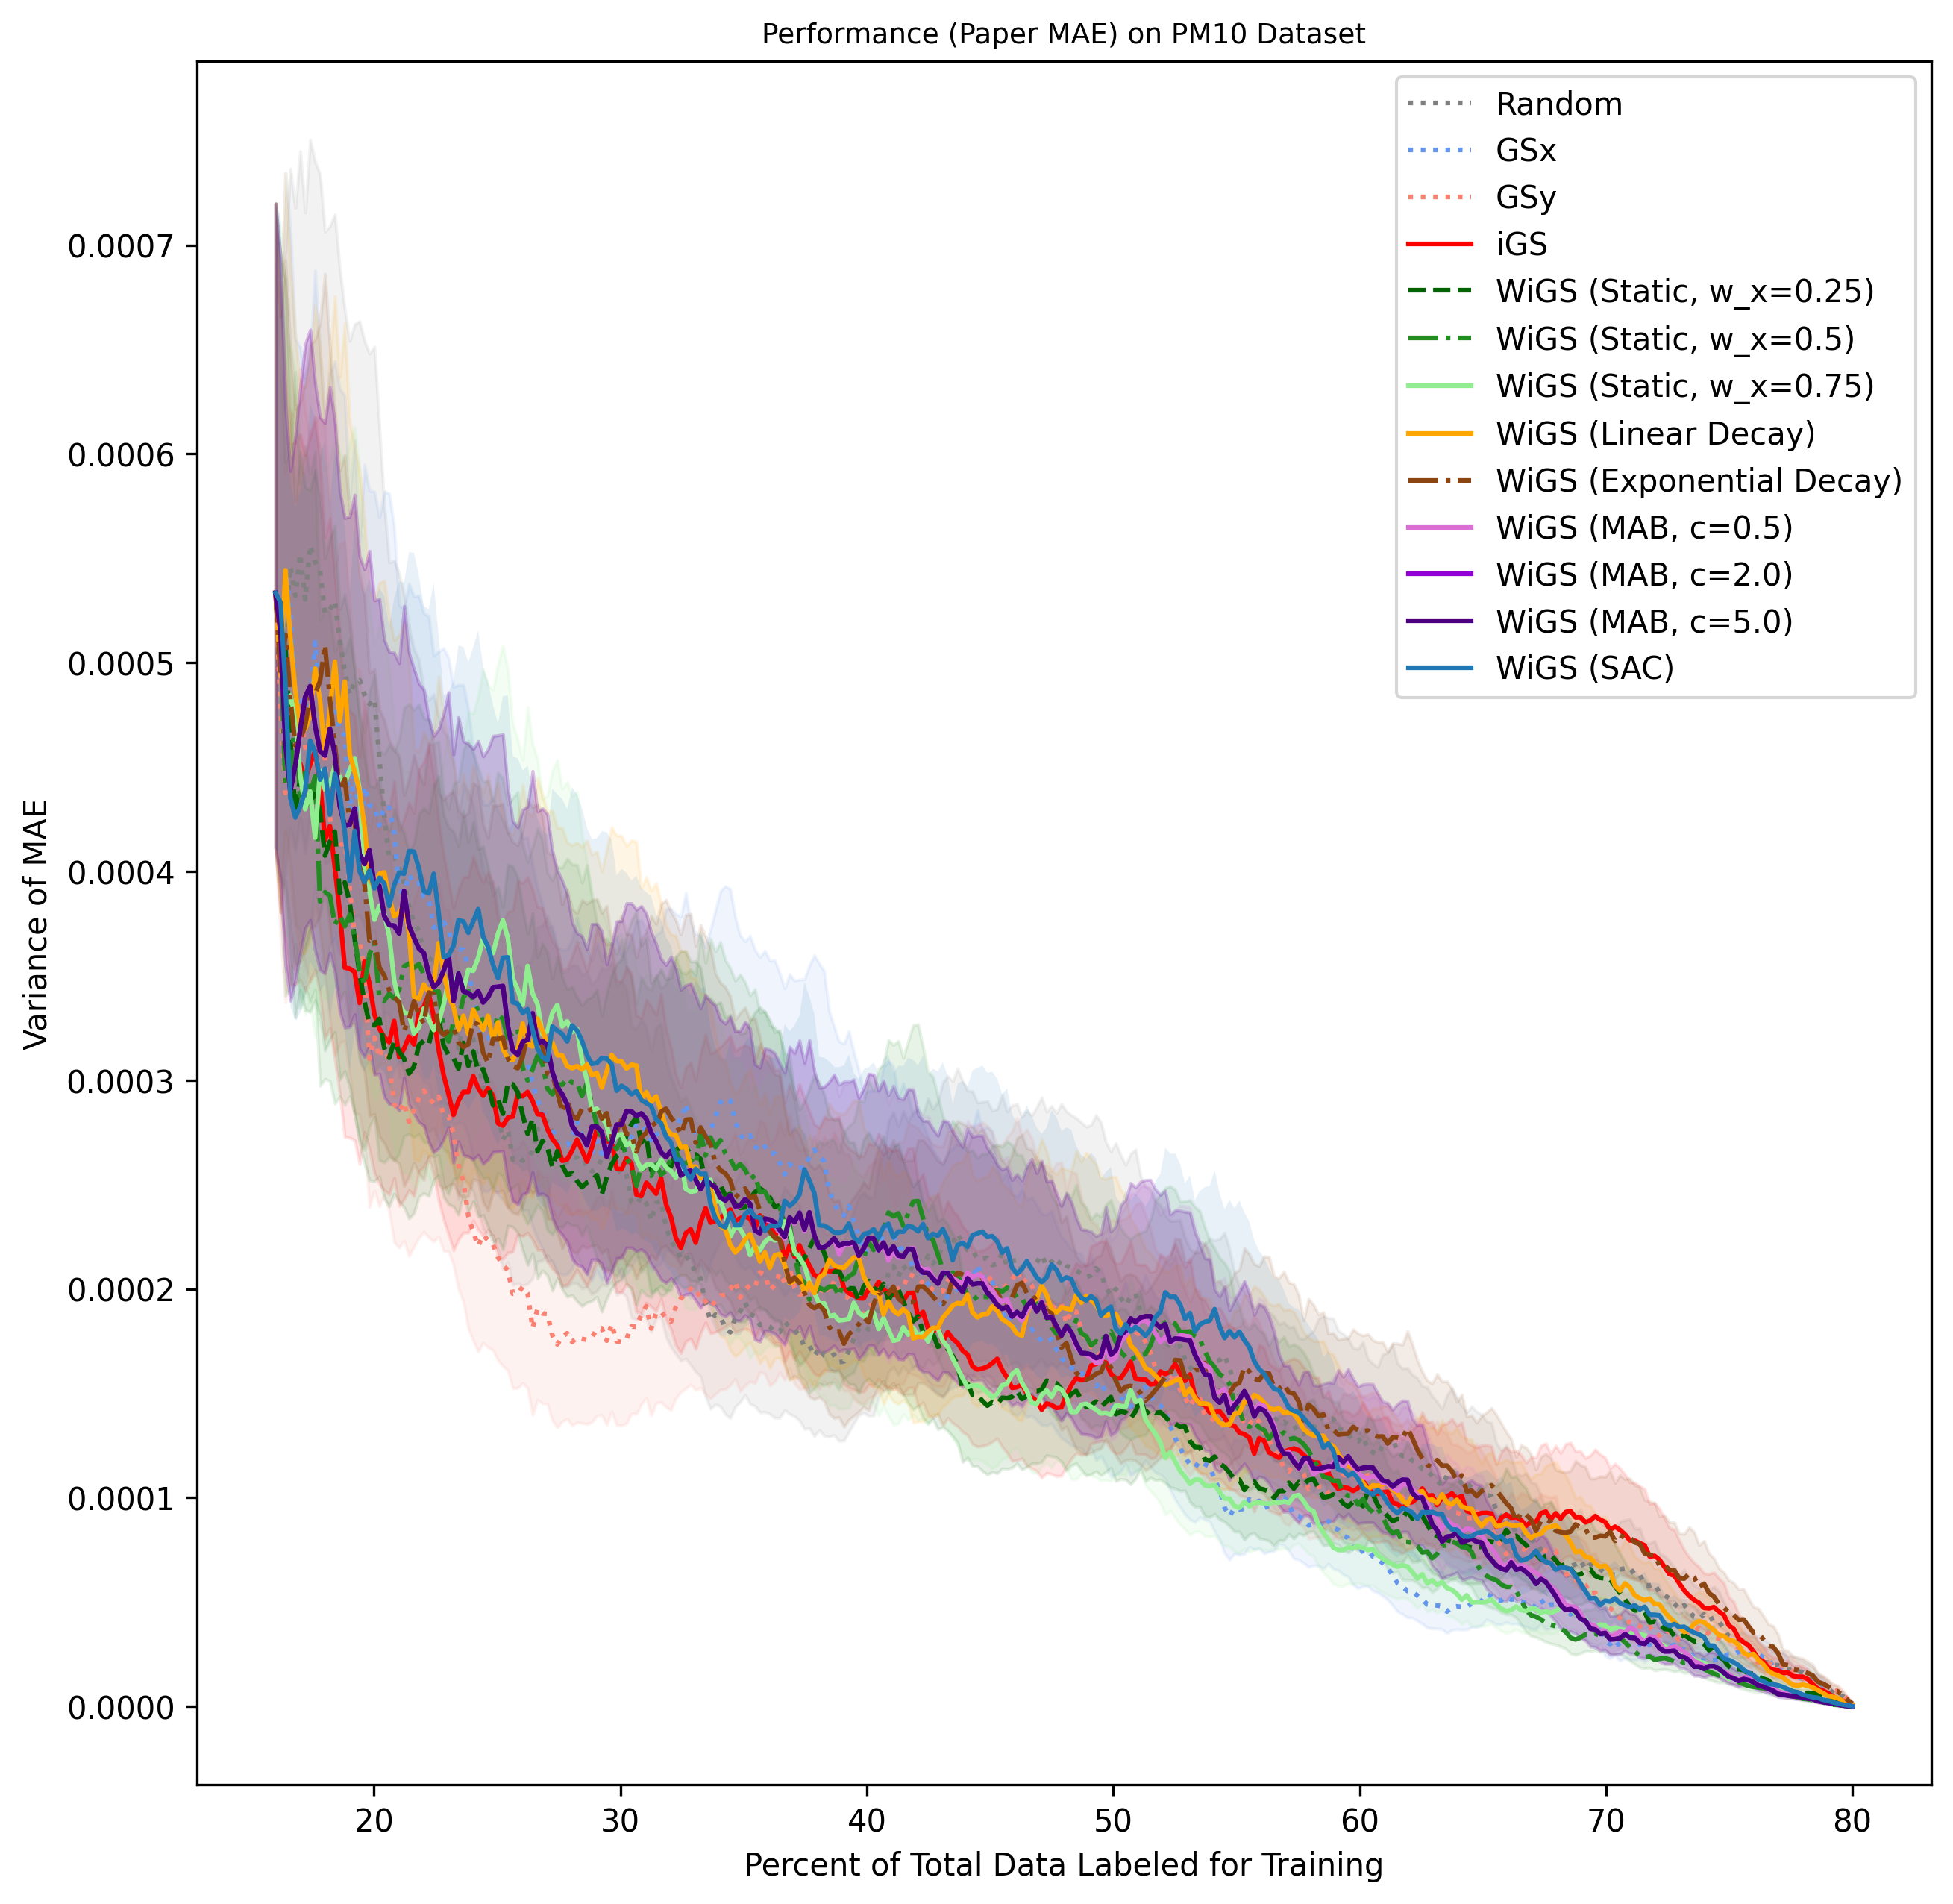 Performance (Paper MAE) on PM10 Dataset
Random
GSx
GSy
iGS
WiGS (Static, w_x=0.25)
WiGS (Static, w_x=0.5)
WiGS (Static, w_x=0.75)
WiGS (Linear Decay)
WiGS (Exponential Decay)
WiGS (MAB, c=0.5)
WiGS (MAB, c=2.0)
WiGS (MAB, c=5.0)
WiGS (SAC)
Variance of MAE
0.0007
0.0006
0.0005
0.0004
0.0003
0.0002
0.0001
0.0000
20 30 40 50 60 70 80
Percent of Total Data Labeled for Training